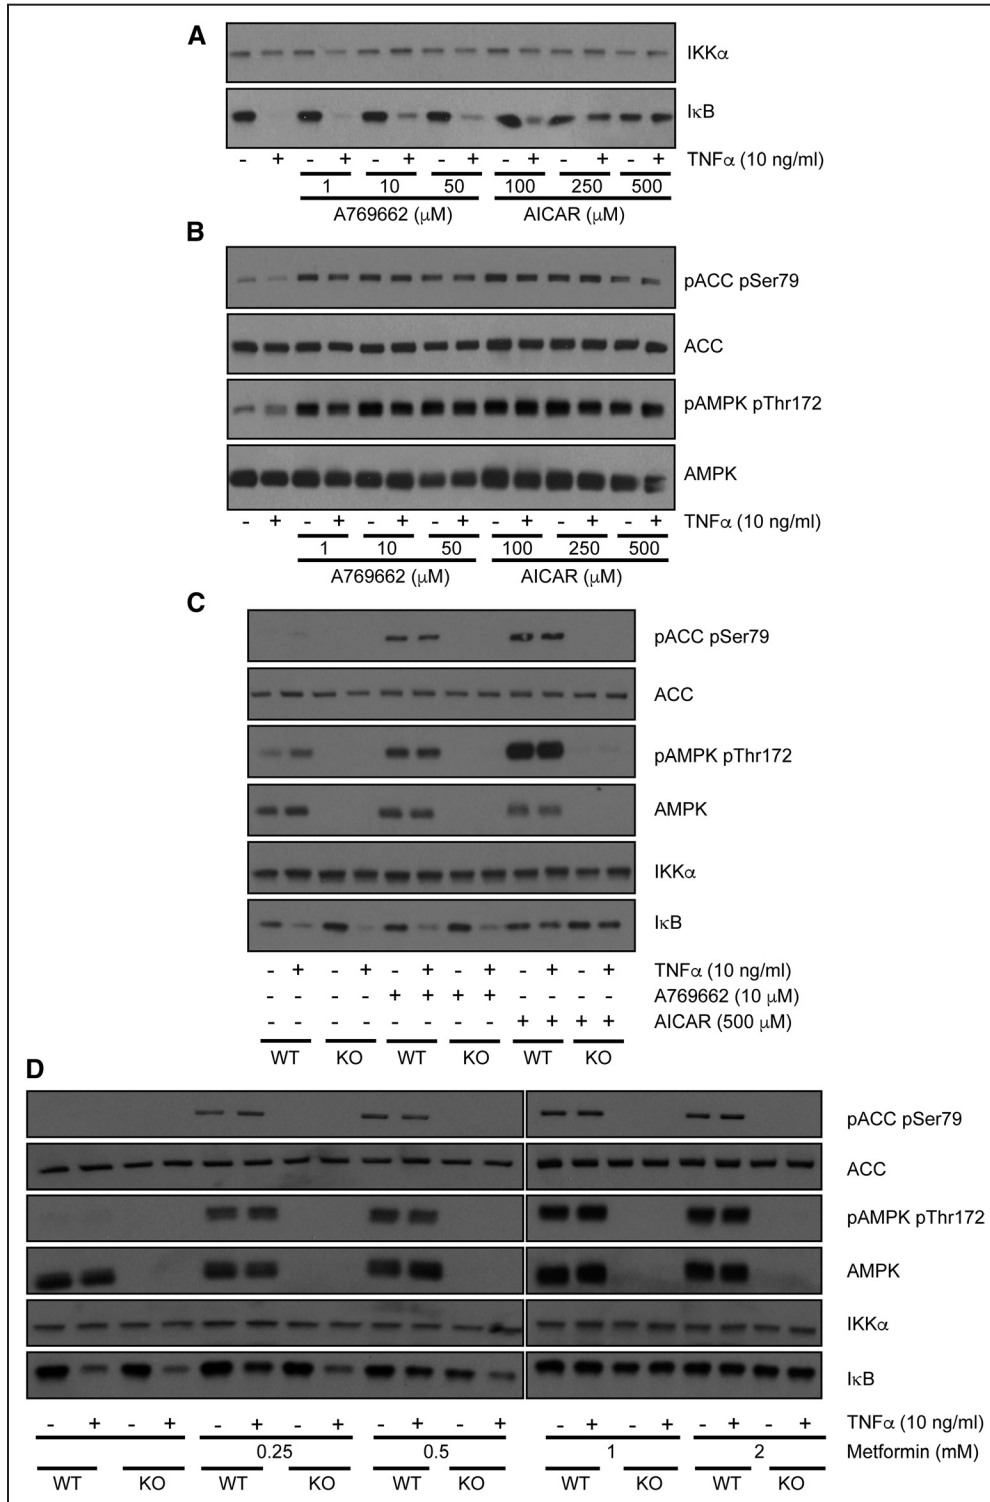 A
IKKα
IκB
- + - + - + - + - + - + - + TNFα (10 ng/ml)
1 10 50 100 250 500
A769662 (μM) AICAR (μM)
B
pACC pSer79
ACC
pAMPK pThr172
AMPK
- + - + - + - + - + - + - + TNFα (10 ng/ml)
1 10 50 100 250 500
A769662 (μM) AICAR (μM)
C
pACC pSer79
ACC
pAMPK pThr172
AMPK
IKKα
IκB
- + - + - + - + - + - + TNFα (10 ng/ml)
- - - - + + + + - - - - A769662 (10 μM)
- - - - - - - - + + + + AICAR (500 μM)
WT KO WT KO WT KO
D
pACC pSer79
ACC
pAMPK pThr172
AMPK
IKKα
IκB
- + - + - + - + - + - + - + - + - + - + TNFα (10 ng/ml)
0.25 0.5 1 2 Metformin (mM)
WT KO WT KO WT KO WT KO WT KO